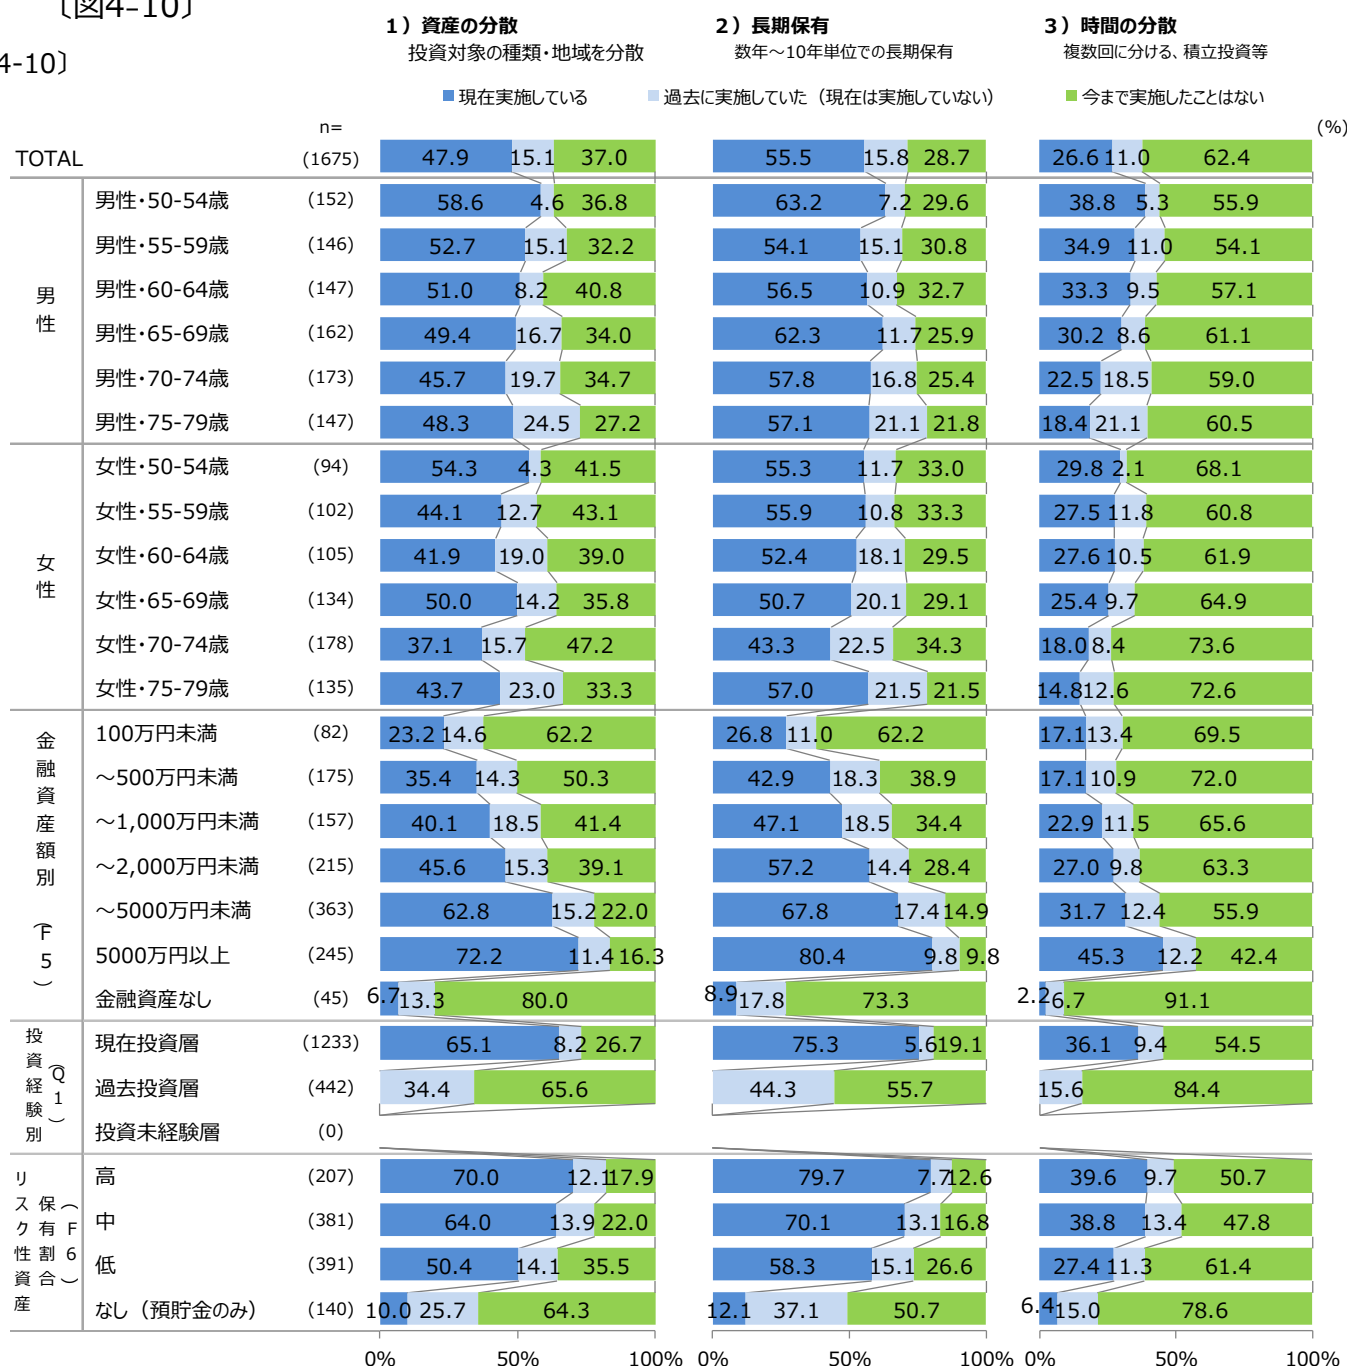 〔図4-10〕
4-10〕
1）資産の分散
投資対象の種類・地域を分散
2）長期保有
数年～10年単位での長期保有
3）時間の分散
複数回に分ける、積立投資等
現在実施している
過去に実施していた（現在は実施していない）
今まで実施したことはない
n=
(%)
TOTAL (1675) 47.9 15.1 37.0 55.5 15.8 28.7 26.6 11.0 62.4
男性
男性・50-54歳 (152) 58.6 4.6 36.8 63.2 7.2 29.6 38.8 5.3 55.9
男性・55-59歳 (146) 52.7 15.1 32.2 54.1 15.1 30.8 34.9 11.0 54.1
男性・60-64歳 (147) 51.0 8.2 40.8 56.5 10.9 32.7 33.3 9.5 57.1
男性・65-69歳 (162) 49.4 16.7 34.0 62.3 11.7 25.9 30.2 8.6 61.1
男性・70-74歳 (173) 45.7 19.7 34.7 57.8 16.8 25.4 22.5 18.5 59.0
男性・75-79歳 (147) 48.3 24.5 27.2 57.1 21.1 21.8 18.4 21.1 60.5
女性
女性・50-54歳 (94) 54.3 4.3 41.5 55.3 11.7 33.0 29.8 2.1 68.1
女性・55-59歳 (102) 44.1 12.7 43.1 55.9 10.8 33.3 27.5 11.8 60.8
女性・60-64歳 (105) 41.9 19.0 39.0 52.4 18.1 29.5 27.6 10.5 61.9
女性・65-69歳 (134) 50.0 14.2 35.8 50.7 20.1 29.1 25.4 9.7 64.9
女性・70-74歳 (178) 37.1 15.7 47.2 43.3 22.5 34.3 18.0 8.4 73.6
女性・75-79歳 (135) 43.7 23.0 33.3 57.0 21.5 21.5 14.8 12.6 72.6
金融資産額別（F5）
100万円未満 (82) 23.2 14.6 62.2 26.8 11.0 62.2 17.1 13.4 69.5
～500万円未満 (175) 35.4 14.3 50.3 42.9 18.3 38.9 17.1 10.9 72.0
～1,000万円未満 (157) 40.1 18.5 41.4 47.1 18.5 34.4 22.9 11.5 65.6
～2,000万円未満 (215) 45.6 15.3 39.1 57.2 14.4 28.4 27.0 9.8 63.3
～5000万円未満 (363) 62.8 15.2 22.0 67.8 17.4 14.9 31.7 12.4 55.9
5000万円以上 (245) 72.2 11.4 16.3 80.4 9.8 9.8 45.3 12.2 42.4
金融資産なし (45) 6.7 13.3 80.0 8.9 17.8 73.3 2.2 6.7 91.1
投資経験別（Q1）
現在投資層 (1233) 65.1 8.2 26.7 75.3 5.6 19.1 36.1 9.4 54.5
過去投資層 (442) 34.4 65.6 44.3 55.7 15.6 84.4
投資未経験層 (0)
リスク性資産保有割合（F6）
高 (207) 70.0 12.1 17.9 79.7 7.7 12.6 39.6 9.7 50.7
中 (381) 64.0 13.9 22.0 70.1 13.1 16.8 38.8 13.4 47.8
低 (391) 50.4 14.1 35.5 58.3 15.1 26.6 27.4 11.3 61.4
なし（預貯金のみ） (140) 10.0 25.7 64.3 12.1 37.1 50.7 6.4 15.0 78.6
0% 50% 100% 0% 50% 100% 0% 50% 100%